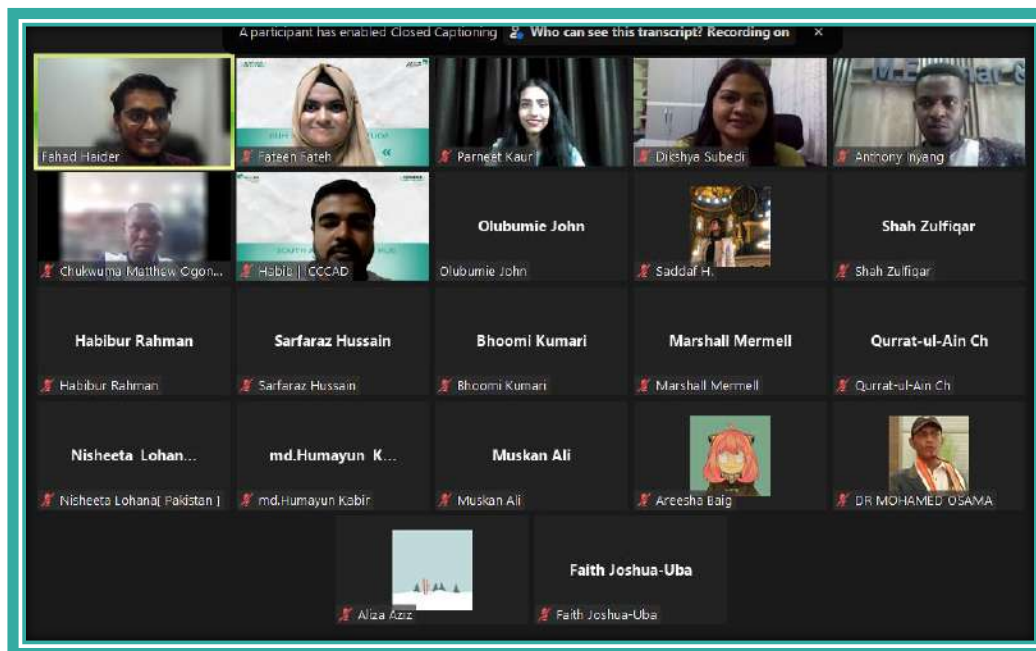 A participant has enabled Closed Captioning Who can see this transcript? Recording on
M.E.
Fahad Haider
Fateen Fateh
Parneet Kaur
Dikshya Subedi
Anthony Inyang
Chukwuma Matthew Ogon...
Habib | ICCCAD
Olubumie John
Olubumie John
Saddaf H.
Shah Zulfiqar
Shah Zulfiqar
Habibur Rahman
Sarfaraz Hussain
Bhoomi Kumari
Marshall Mermell
Qurrat-ul-Ain Ch
Habibur Rahman
Sarfaraz Hussain
Bhoomi Kumari
Marshall Mermell
Qurrat-ul-Ain Ch
Nisheeta Lohan...
md.Humayun K...
Muskan Ali
Nisheeta Lohana[ Pakistan ]
md.Humayun Kabir
Muskan Ali
Areesha Baig
DR MOHAMED OSAMA
Faith Joshua-Uba
Aliza Aziz
Faith Joshua-Uba